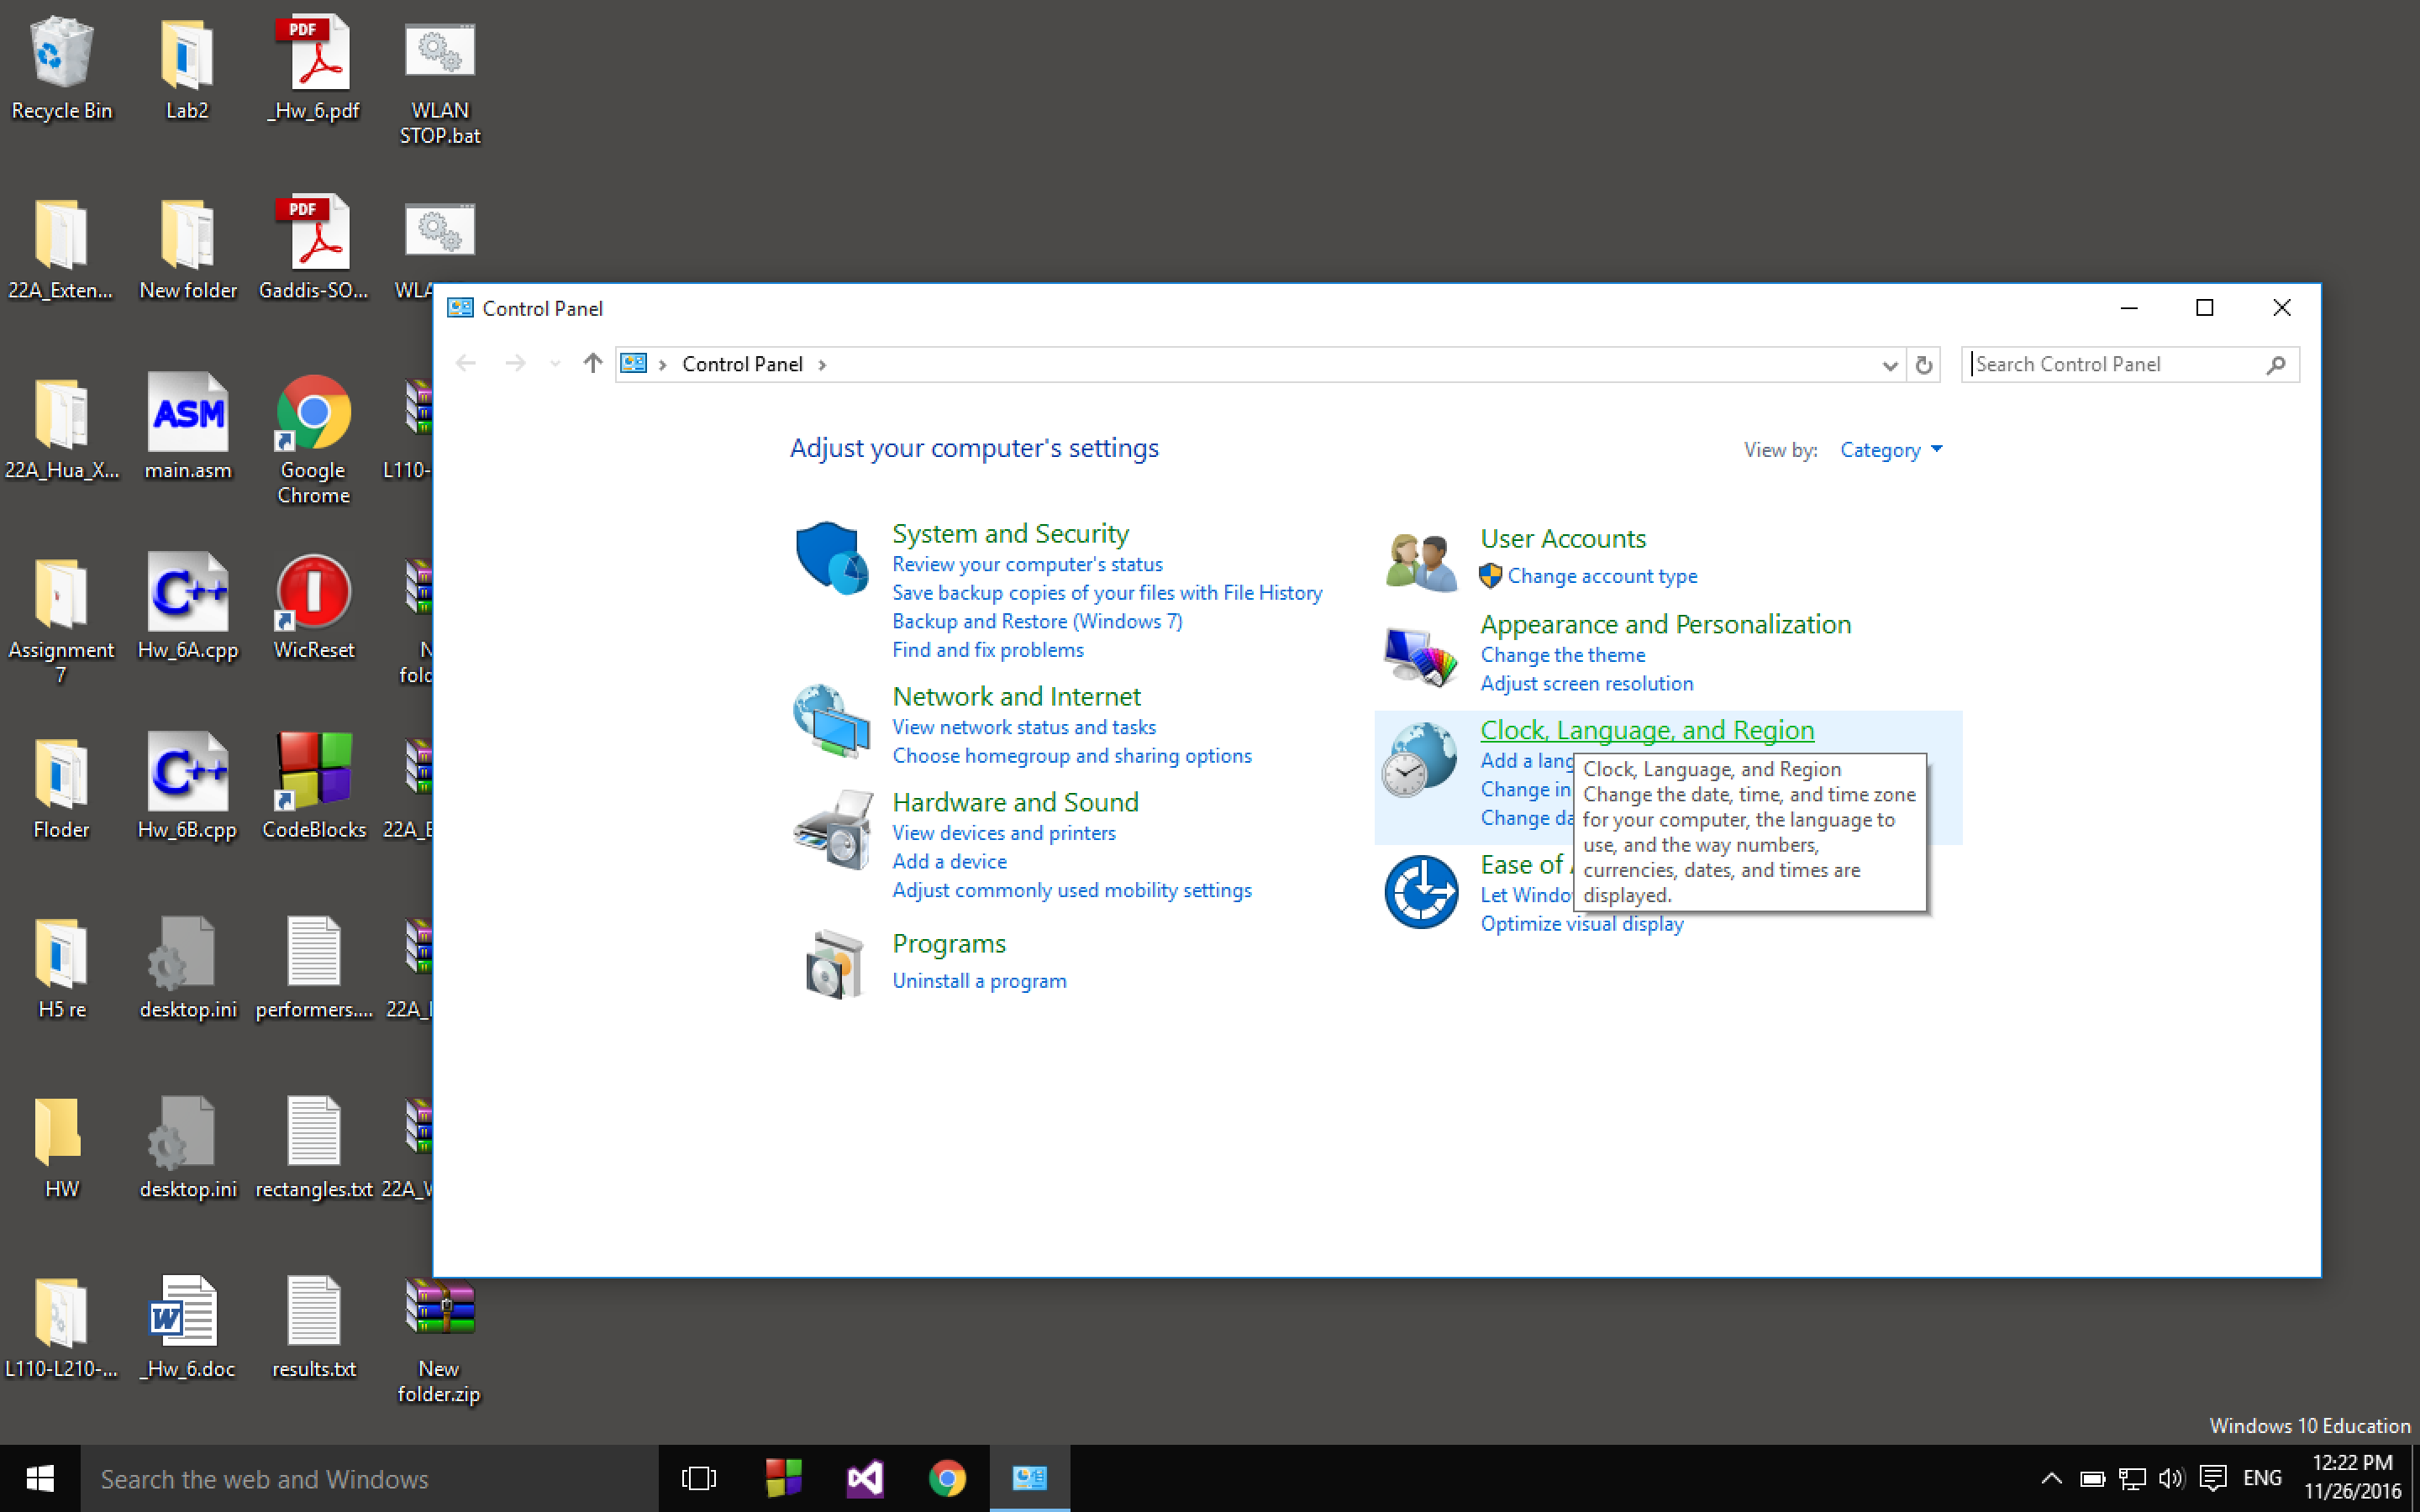 Recycle Bin
Lab2
PDF
_Hw_6.pdf
WLAN
STOP.bat
22A_Exten...
New folder
PDF
Gaddis-SO...
22A_Hua_X...
ASM
main.asm
Google
Chrome
L110-
Assignment
7
C++
Hw_6A.cpp
WicReset
Floder
C++
Hw_6B.cpp
CodeBlocks
H5 re
desktop.ini
performers....
HW
desktop.ini
rectangles.txt
L110-L210-...
W
_Hw_6.doc
results.txt
New
folder.zip
Control Panel
Control Panel
Search Control Panel
Adjust your computer's settings
View by: Category
System and Security
Review your computer's status
Save backup copies of your files with File History
Backup and Restore (Windows 7)
Find and fix problems
Network and Internet
View network status and tasks
Choose homegroup and sharing options
Hardware and Sound
View devices and printers
Add a device
Adjust commonly used mobility settings
Programs
Uninstall a program
User Accounts
Change account type
Appearance and Personalization
Change the theme
Adjust screen resolution
Clock, Language, and Region
Add a
Change
Change
Clock, Language, and Region
Change the date, time, and time zone
for your computer, the language to
use, and the way numbers,
currencies, dates, and times are
displayed.
Ease of
Let
Optimize visual display
Windows 10 Education
Search the web and Windows
ENG
12:22 PM
11/26/2016